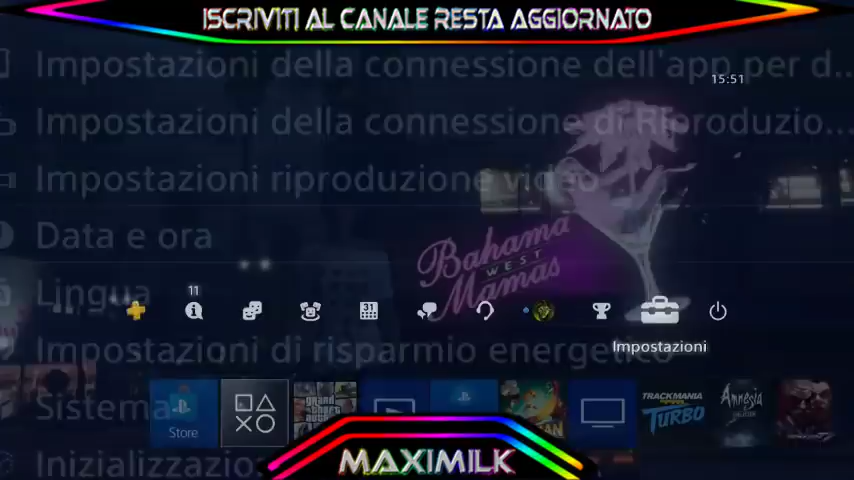 ISCRIVITI AL CANALE RESTA AGGIORNATO
Impostazioni della connessione dell'app per d...
15:51
Impostazioni della connessione di Riproduzio...
Impostazioni riproduzione video
Data e ora
Bahama
WEST
Mamas
Lingua
11
31
Impostazioni
Impostazioni di risparmio energetico
Sistema
Store
GRAND
TRACKMANIA
TURBO
Amnesia
MAXIMILK
Inizializzazio